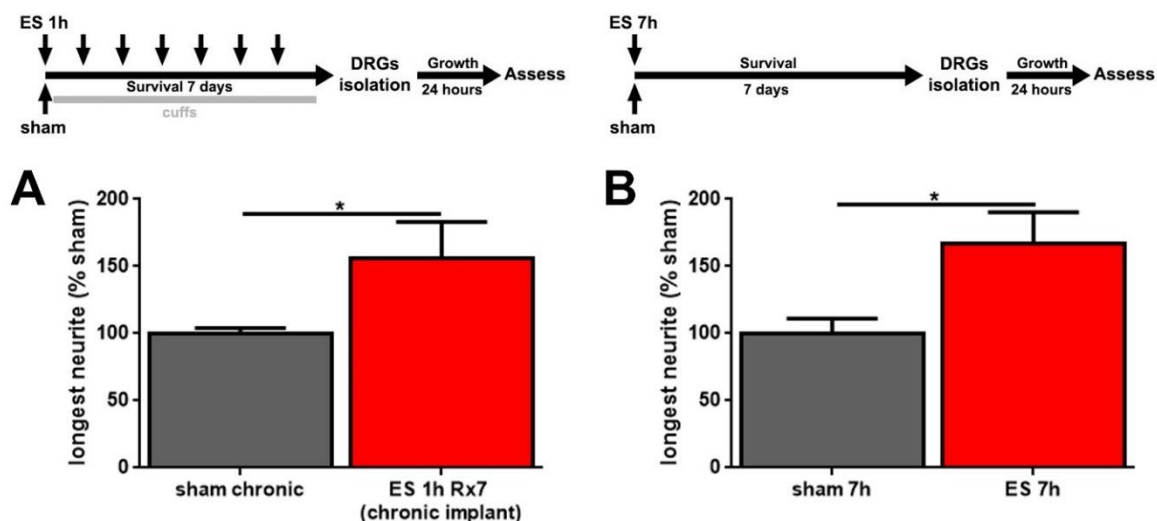 ES 1h
Survival 7 days
cuffs
sham
DRGs
isolation
Growth
24 hours
Assess
ES 7h
Survival
7 days
sham
DRGs
isolation
Growth
24 hours
Assess
A
longest neurite (% sham)
200
150
100
50
0
*
sham chronic
ES 1h Rx7
(chronic implant)
B
longest neurite (% sham)
200
150
100
50
0
*
sham 7h
ES 7h